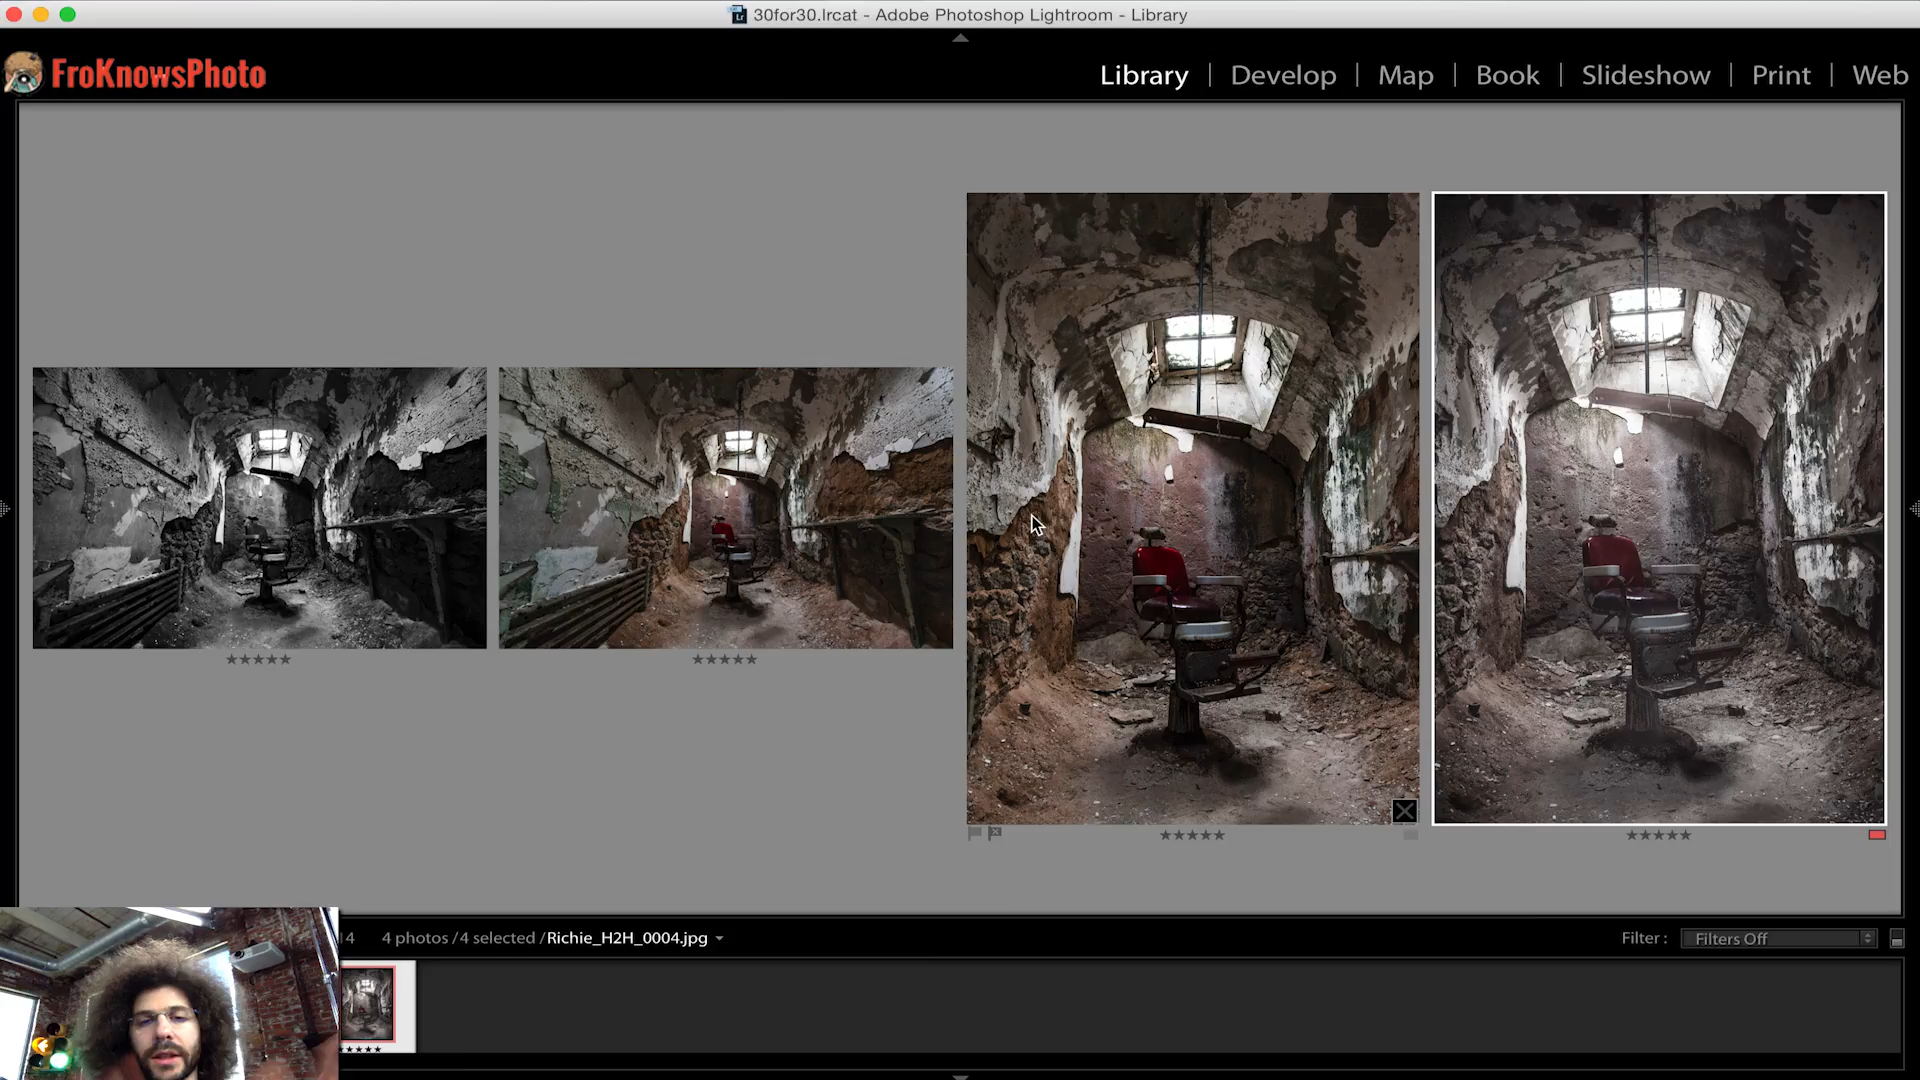 30for30.lrcat - Adobe Photoshop Lightroom - Library
FroKnowsPhoto
Library | Develop | Map | Book | Slideshow | Print | Web
14 4 photos / 4 selected / Richie_H2H_0004.jpg
Filter : Filters Off